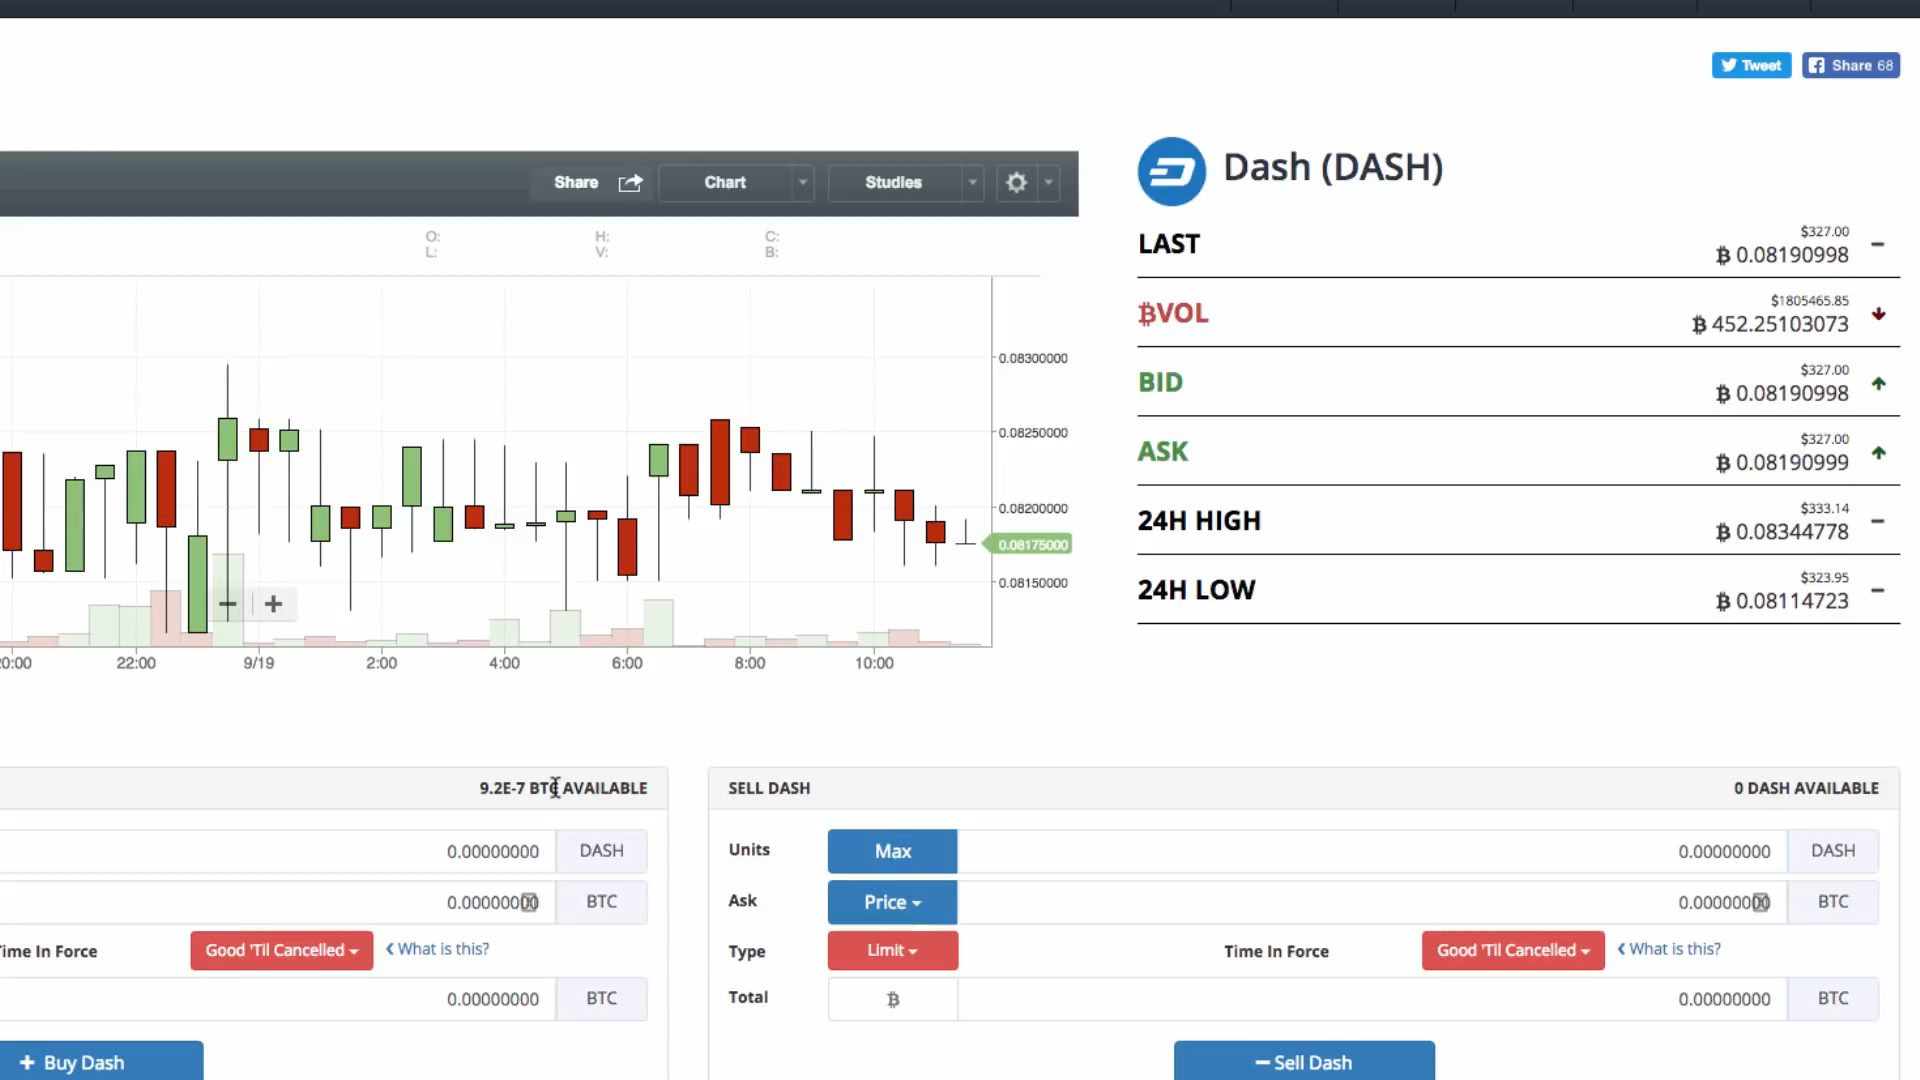 Tweet
Share 68
Share
Chart
Studies
Dash (DASH)
O: H: C:
L: V: B:
LAST
$327.00
0.08190998
VOL
$1805465.85
452.25103073
BID
$327.00
0.08190998
ASK
$327.00
0.08190999
24H HIGH
$333.14
0.08344778
24H LOW
$323.95
0.08114723
0.08300000
0.08250000
0.08200000
0.08175000
0.08150000
22:00 9/19 2:00 4:00 6:00 8:00 10:00
9.2E-7 BTC AVAILABLE
0.00000000 DASH
0.00000000 BTC
Time In Force Good 'Til Cancelled What is this?
0.00000000 BTC
+ Buy Dash
SELL DASH 0 DASH AVAILABLE
Units Max 0.00000000 DASH
Ask Price 0.00000000 BTC
Type Limit Time In Force Good 'Til Cancelled What is this?
Total 0.00000000 BTC
Sell Dash